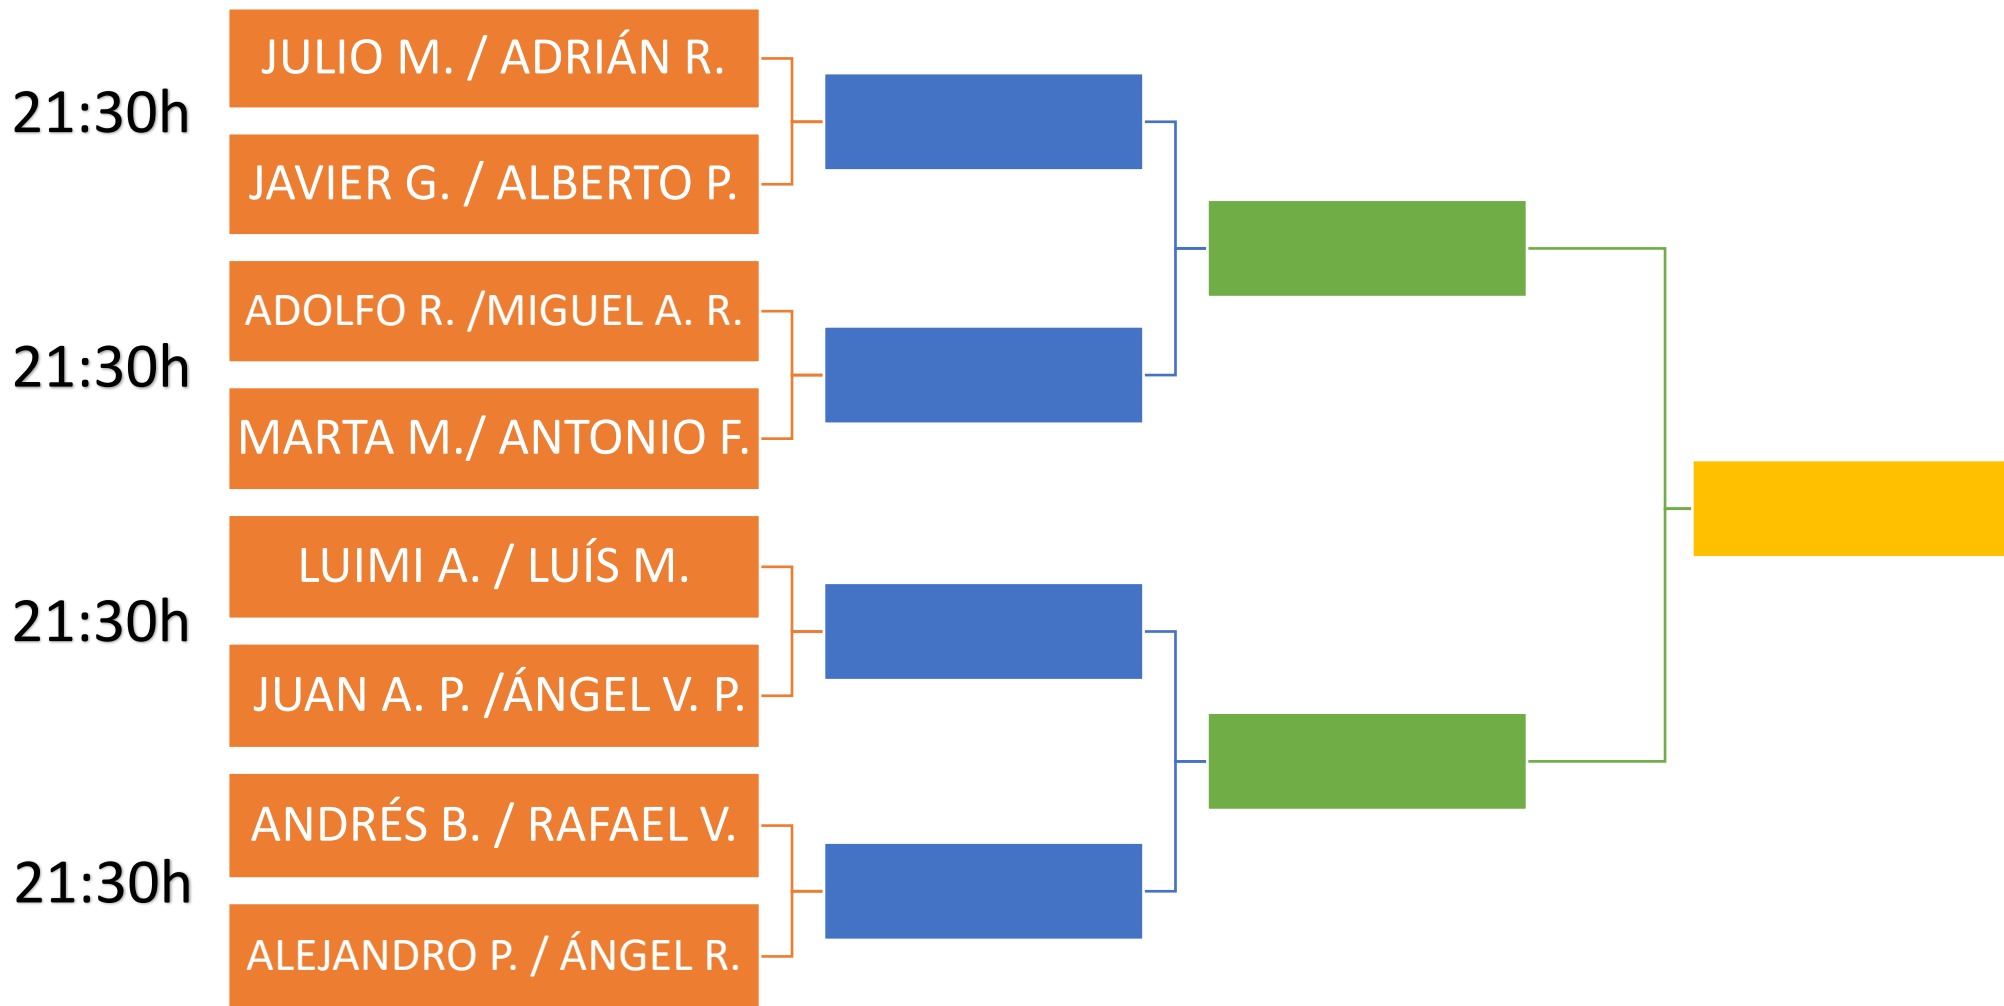 JULIO M. / ADRIÁN R.
21:30h
JAVIER G. / ALBERTO P.
ADOLFO R. /MIGUEL A. R.
21:30h
MARTA M./ ANTONIO F.
LUIMI A. / LUÍS M.
21:30h
JUAN A. P. /ÁNGEL V. P.
ANDRÉS B. / RAFAEL V.
21:30h
ALEJANDRO P. / ÁNGEL R.